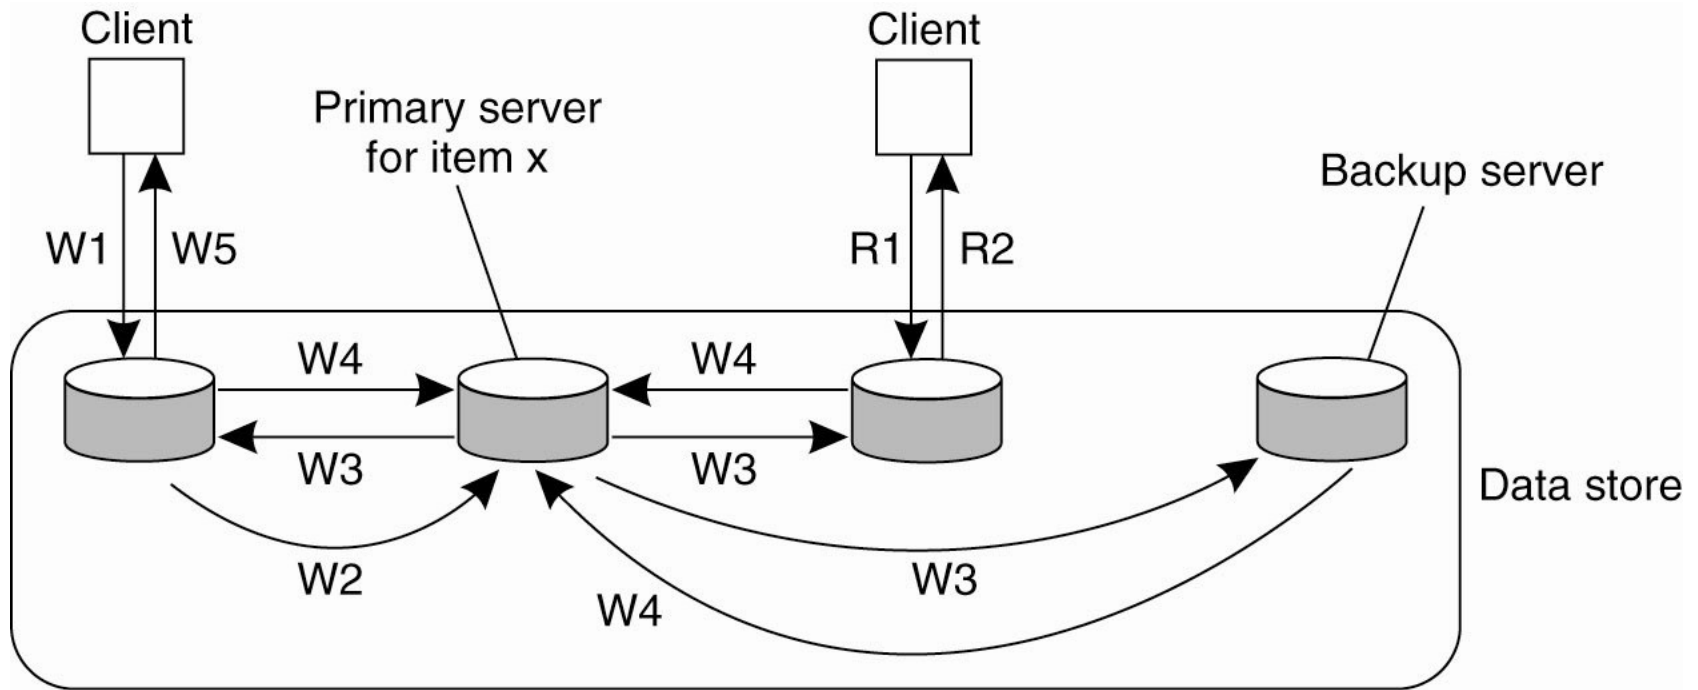 Client
Client
Primary server
for item x
Backup server
W1
W5
R1
R2
W4
W4
W3
W3
Data store
W2
W3
W4